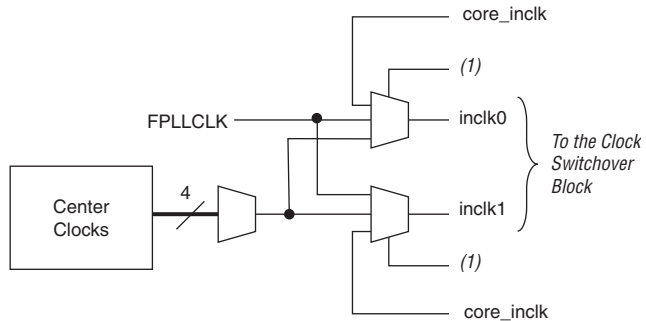 core_inclk
(1)
FPLLCLK
inclk0
To the Clock
Switchover
Block
4
Center
Clocks
inclk1
(1)
core_inclk